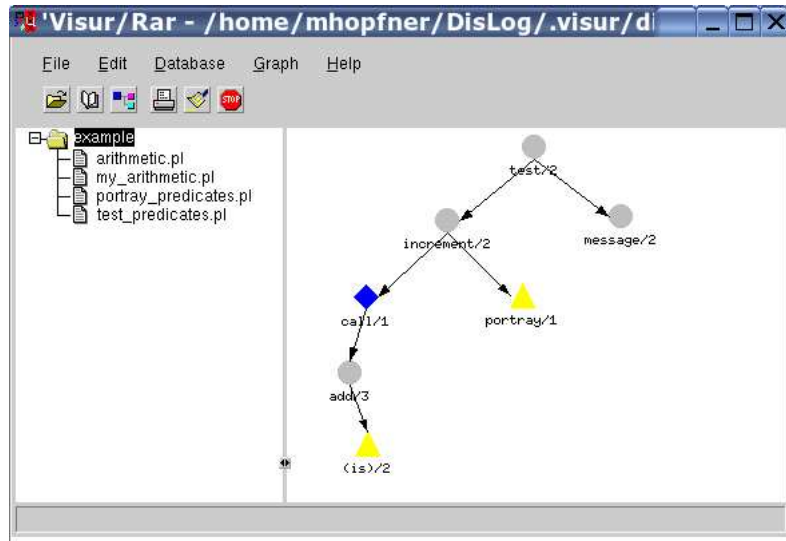 'Visur/Rar - /home/mhopfner/DisLog/.visur/di
File Edit Database Graph Help
STOP
example
arithmetic.pl
my_arithmetic.pl
portray_predicates.pl
test_predicates.pl
test/2
increment/2
message/2
call/1
portray/1
add/3
(is)/2